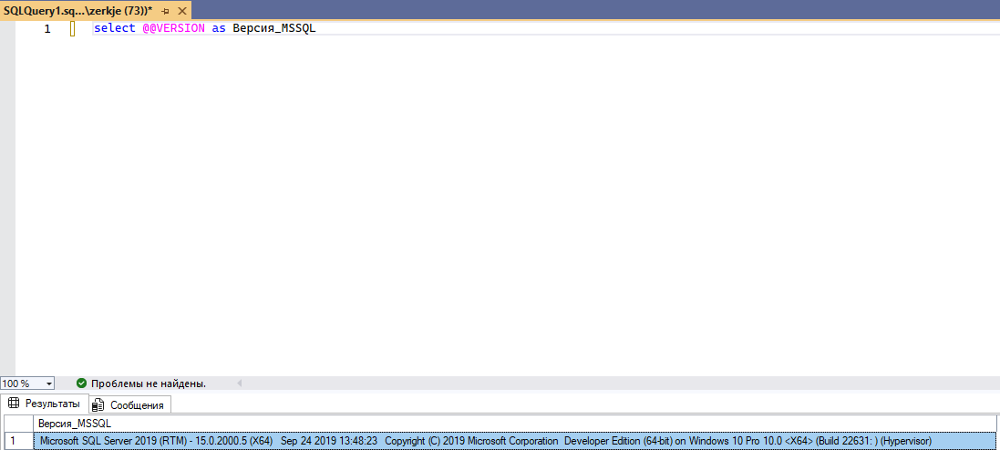 SQLQuery1.sq...\zerkje (73))*
1 select @@VERSION as Версия_MSSQL
100 % Проблемы не найдены.
Результаты Сообщения
Версия_MSSQL
1 Microsoft SQL Server 2019 (RTM) - 15.0.2000.5 (X64) Sep 24 2019 13:48:23 Copyright (C) 2019 Microsoft Corporation Developer Edition (64-bit) on Windows 10 Pro 10.0 <X64> (Build 22631: ) (Hypervisor)